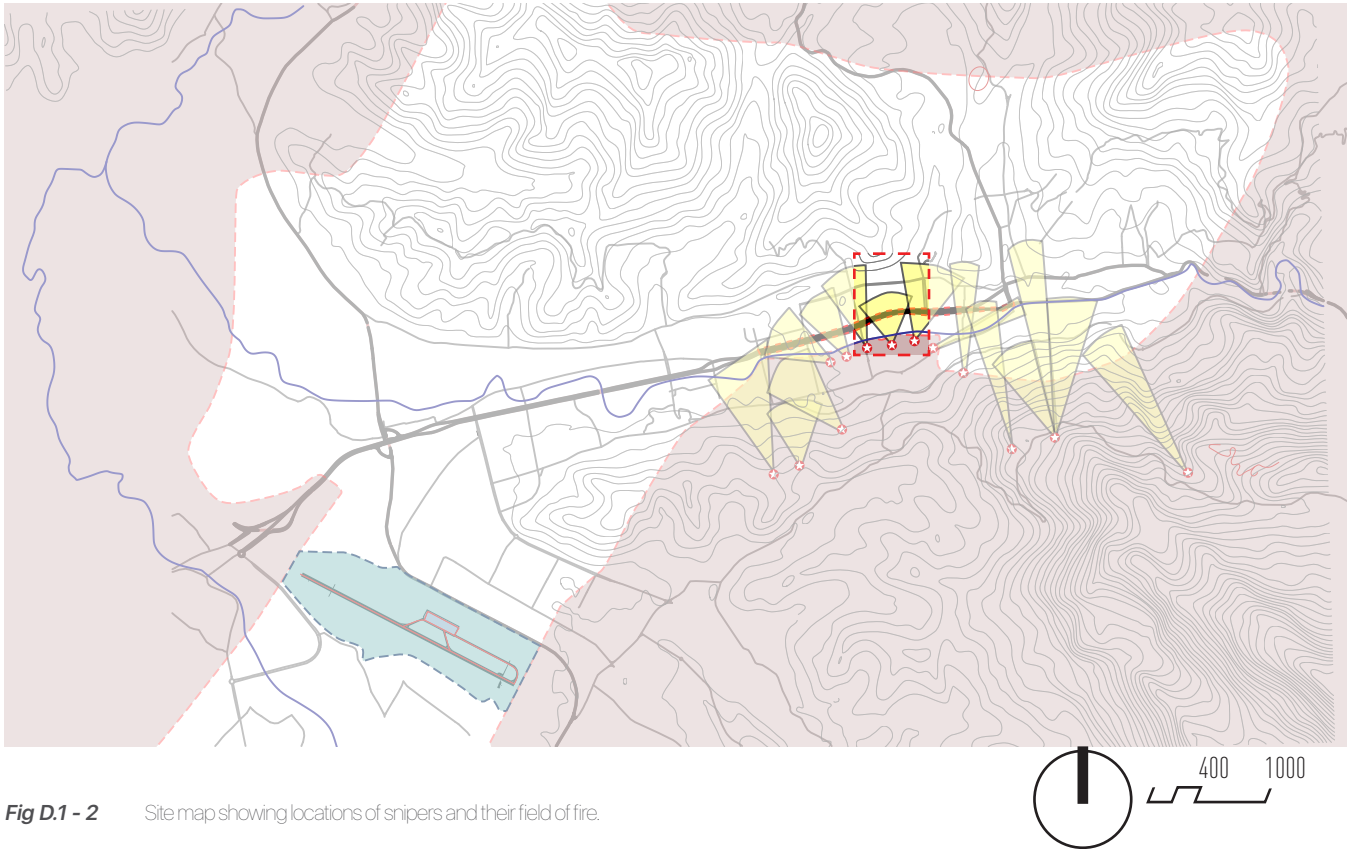 400 1000
Fig D.1 - 2 Site map showing locations of snipers and their field of fire.